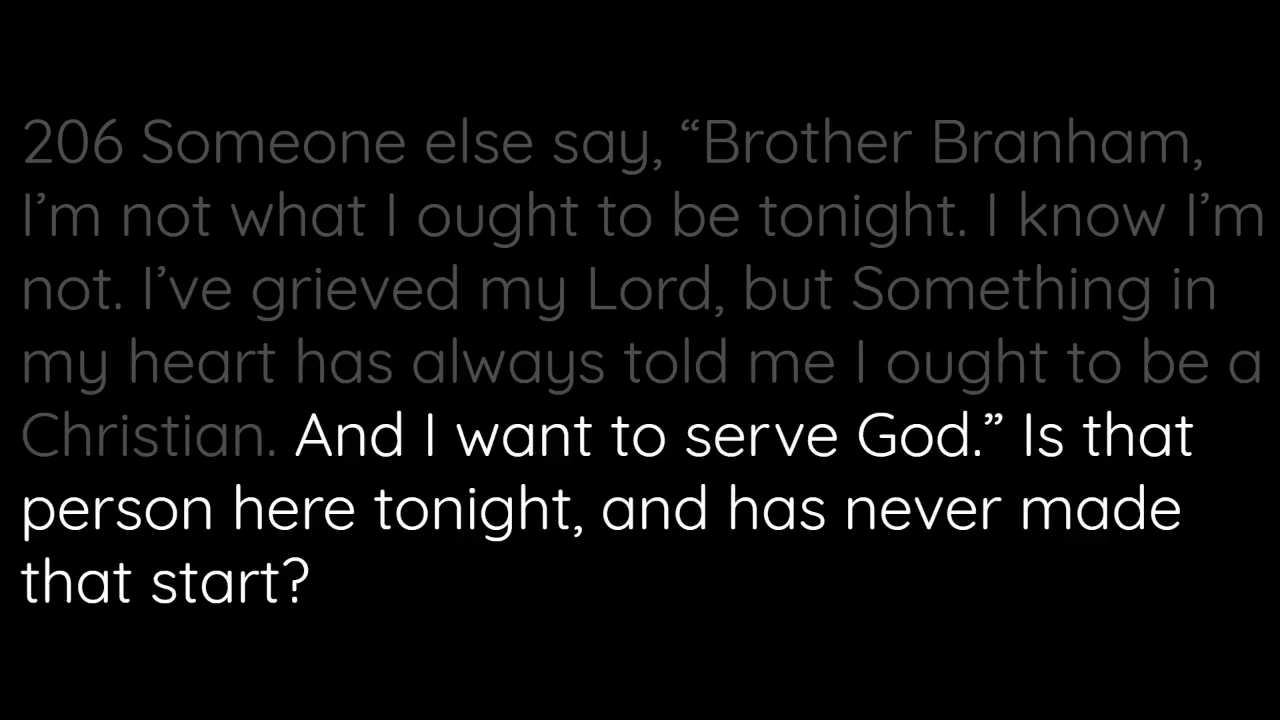 206 Someone else say, “Brother Branham,
I’m not what I ought to be tonight. I know I’m
not. I’ve grieved my Lord, but Something in
my heart has always told me I ought to be a
Christian. And I want to serve God.” Is that
person here tonight, and has never made
that start?